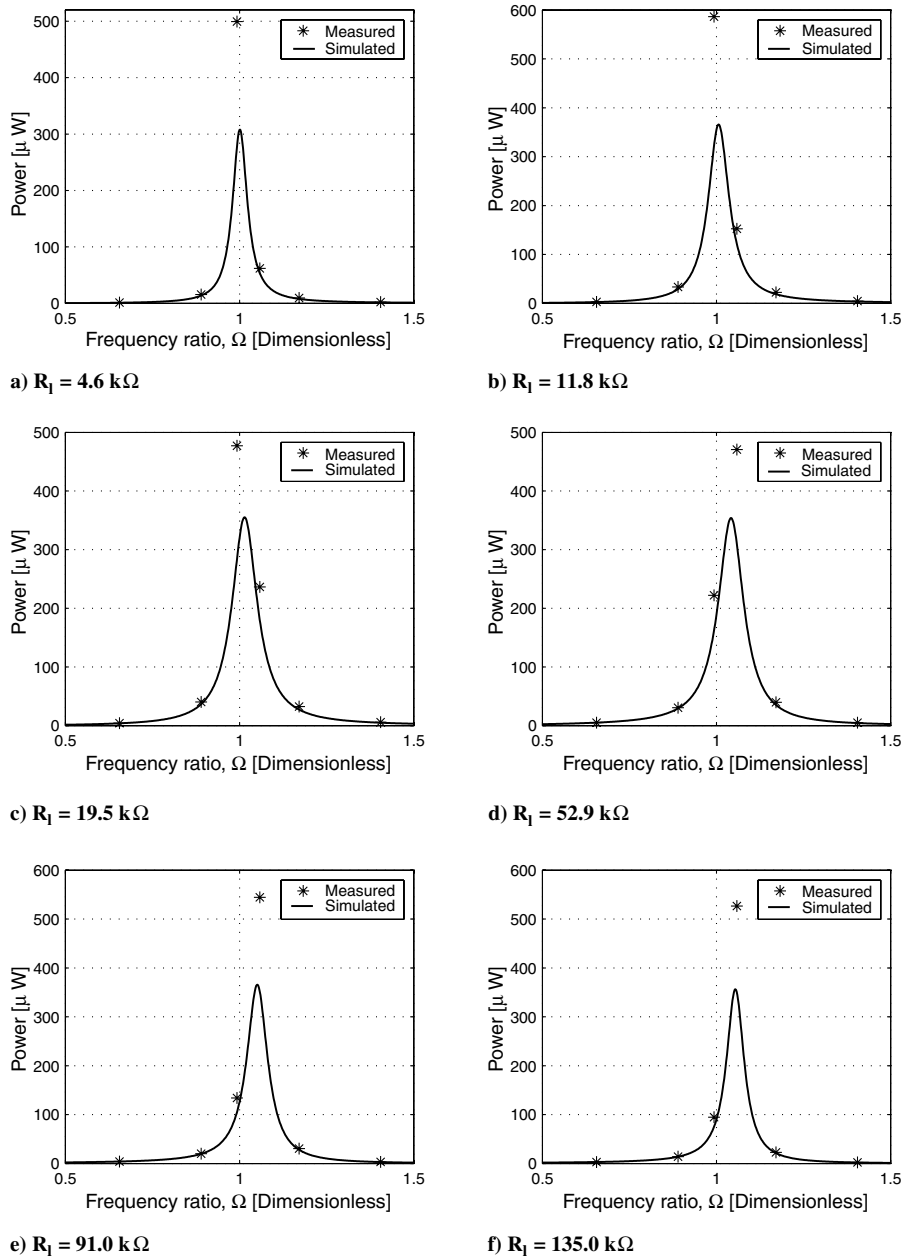 500
400
300
200
100
0
Power [μ W]
0.5 1 1.5
Frequency ratio, Ω [Dimensionless]
Measured
Simulated
a) R_l = 4.6 kΩ
600
500
400
300
200
100
0
Power [μ W]
0.5 1 1.5
Frequency ratio, Ω [Dimensionless]
Measured
Simulated
b) R_l = 11.8 kΩ
500
400
300
200
100
0
Power [μ W]
0.5 1 1.5
Frequency ratio, Ω [Dimensionless]
Measured
Simulated
c) R_l = 19.5 kΩ
500
400
300
200
100
0
Power [μ W]
0.5 1 1.5
Frequency ratio, Ω [Dimensionless]
Measured
Simulated
d) R_l = 52.9 kΩ
600
500
400
300
200
100
0
Power [μ W]
0.5 1 1.5
Frequency ratio, Ω [Dimensionless]
Measured
Simulated
e) R_l = 91.0 kΩ
600
500
400
300
200
100
0
Power [μ W]
0.5 1 1.5
Frequency ratio, Ω [Dimensionless]
Measured
Simulated
f) R_l = 135.0 kΩ